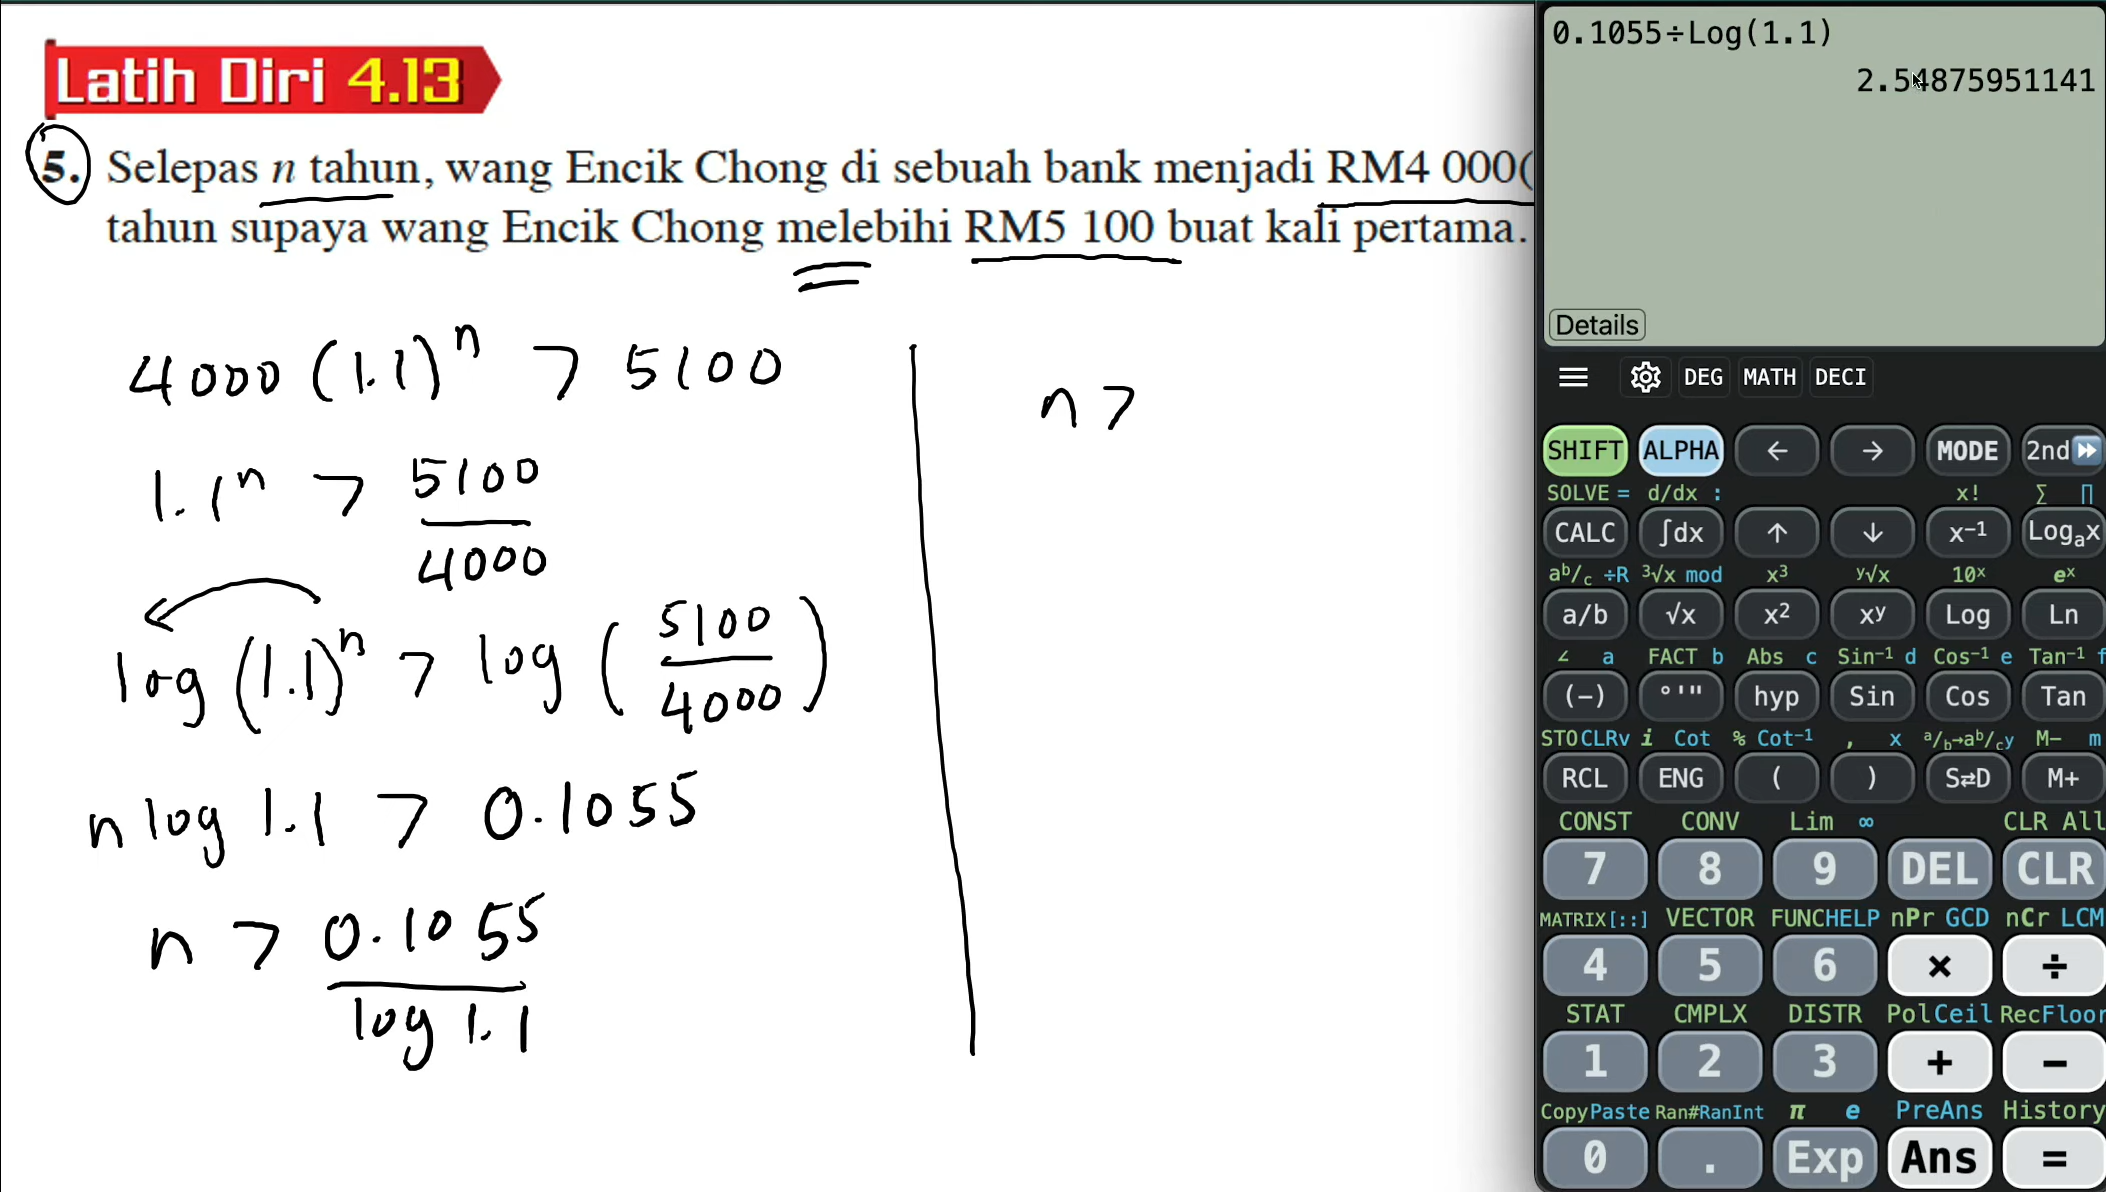 Latih Diri 4.13
5. Selepas n tahun, wang Encik Chong di sebuah bank menjadi RM4 000(
tahun supaya wang Encik Chong melebihi RM5 100 buat kali pertama.
4000 (1.1)^n > 5100
1.1^n > 5100/4000
log (1.1)^n > log (5100/4000)
n log 1.1 > 0.1055
n > 0.1055/log 1.1
n >
0.1055÷Log(1.1)
2.54875951141
Details
DEG MATH DECI
SHIFT ALPHA ← → MODE 2nd
SOLVE = d/dx : x! ∑ ∏
CALC ∫dx ↑ ↓ x⁻¹ Logₐx
aᵇ/c ÷R ³√x mod x³ ʸ√x 10ˣ eˣ
a/b √x x² xʸ Log Ln
∠ a FACT b Abs c Sin⁻¹ d Cos⁻¹ e Tan⁻¹ f
(−) °'" hyp Sin Cos Tan
STO CLRv i Cot % Cot⁻¹ , x a/b→aᵇ/c y M− m
RCL ENG ( ) S⇄D M+
CONST CONV Lim ∞ CLR All
7 8 9 DEL CLR
MATRIX[::] VECTOR FUNC HELP nPr GCD nCr LCM
4 5 6 × ÷
STAT CMPLX DISTR Pol Ceil Rec Floor
1 2 3 + −
Copy Paste Ran# RanInt π e PreAns History
0 . Exp Ans =